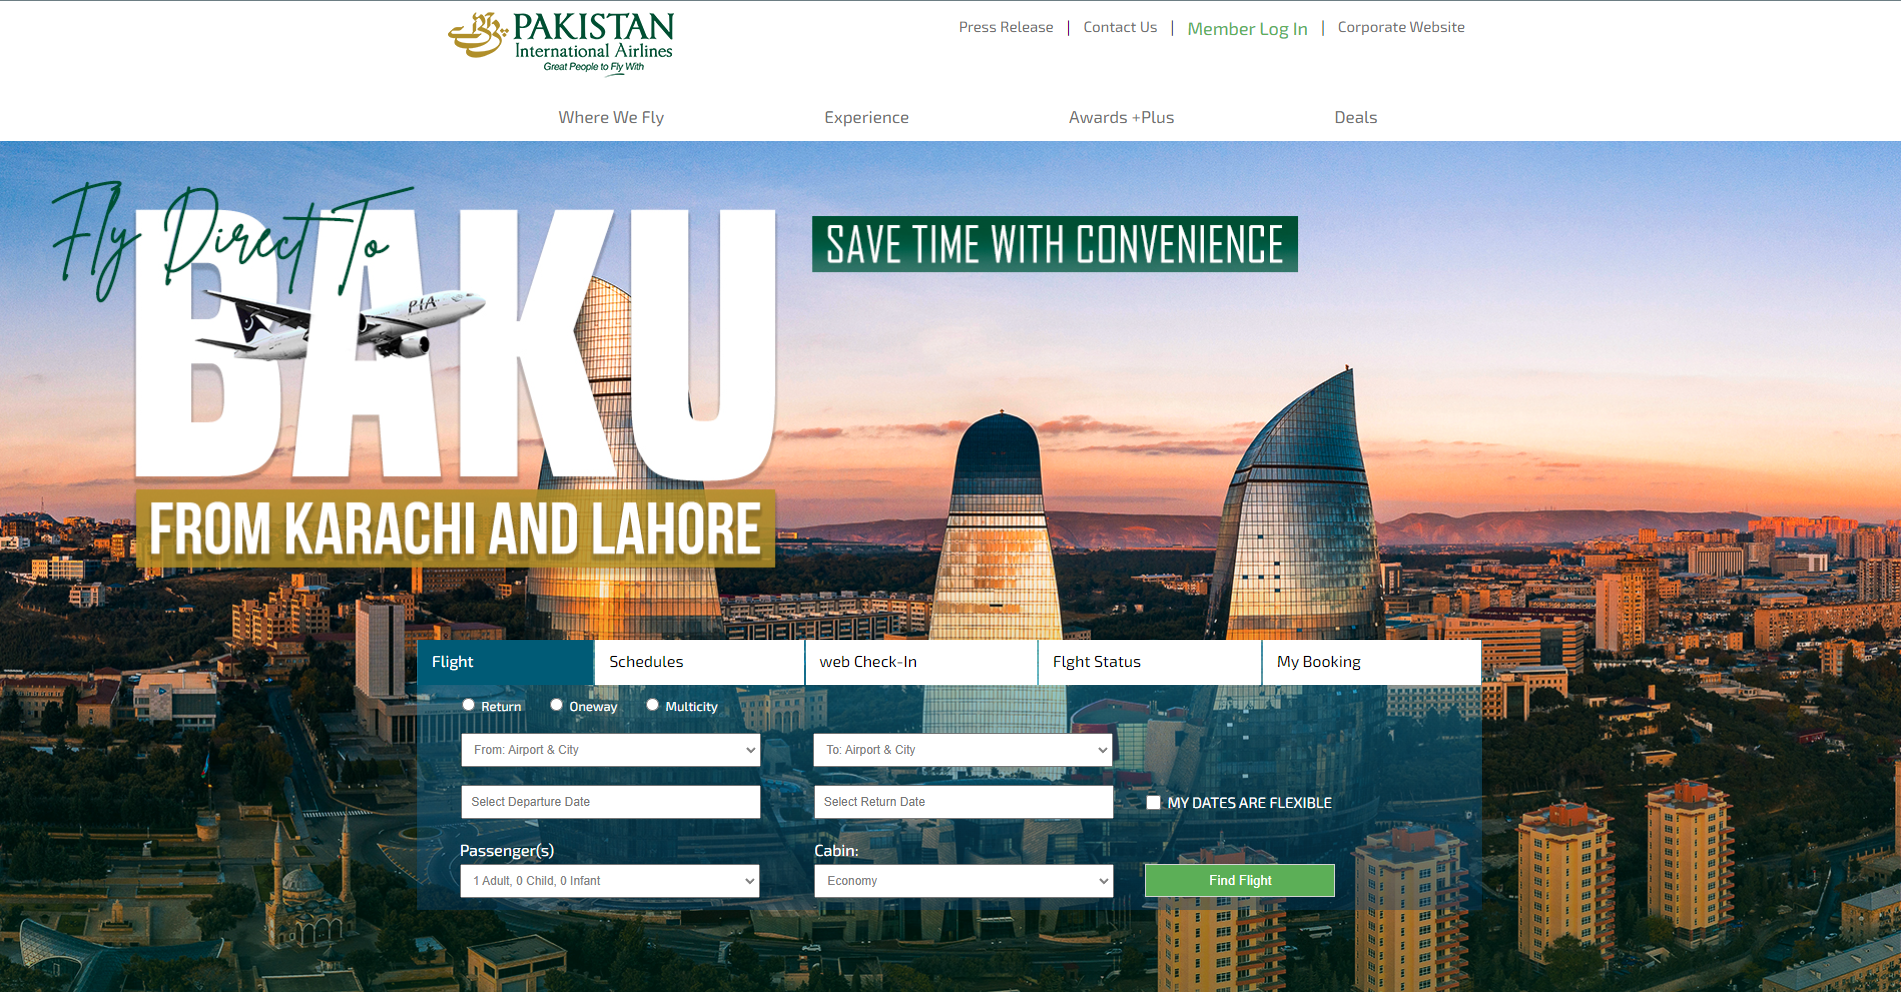 PAKISTAN
International Airlines
Great People to Fly With
Press Release
Contact Us
Member Log In
Corporate Website
Where We Fly
Experience
Awards +Plus
Deals
Fly Direct To
BAKU
PIA
FROM KARACHI AND LAHORE
SAVE TIME WITH CONVENIENCE
Flight
Schedules
web Check-In
Flght Status
My Booking
Return
Oneway
Multicity
From: Airport & City
To: Airport & City
Select Departure Date
Select Return Date
MY DATES ARE FLEXIBLE
Passenger(s)
Cabin:
1 Adult, 0 Child, 0 Infant
Economy
Find Flight